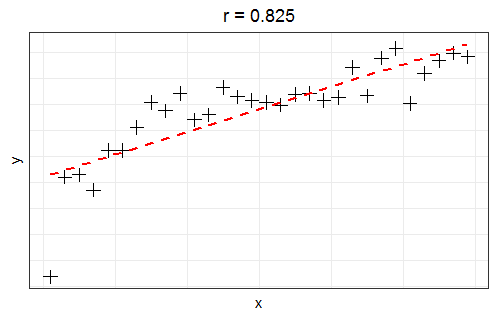 r = 0.825
y
x